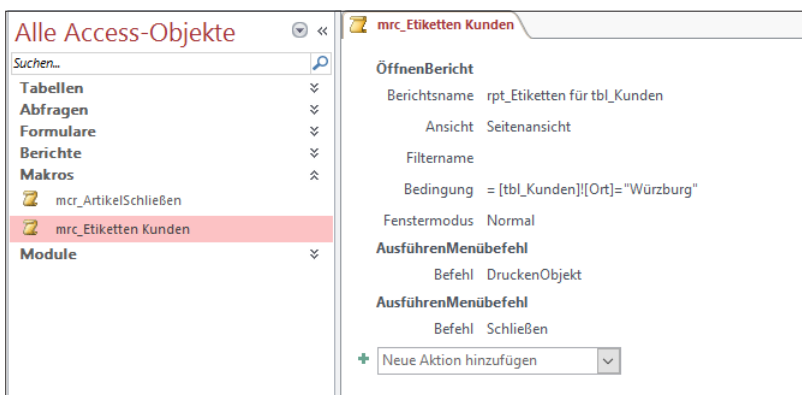 Alle Access-Objekte
Suchen...
Tabellen
Abfragen
Formulare
Berichte
Makros
mcr_ArtikelSchließen
mrc_Etiketten Kunden
Module
mrc_Etiketten Kunden
ÖffnenBericht
Berichtsname rpt_Etiketten für tbl_Kunden
Ansicht Seitenansicht
Filtername
Bedingung = [tbl_Kunden]![Ort]="Würzburg"
Fenstermodus Normal
AusführenMenübefehl
Befehl DruckenObjekt
AusführenMenübefehl
Befehl Schließen
Neue Aktion hinzufügen